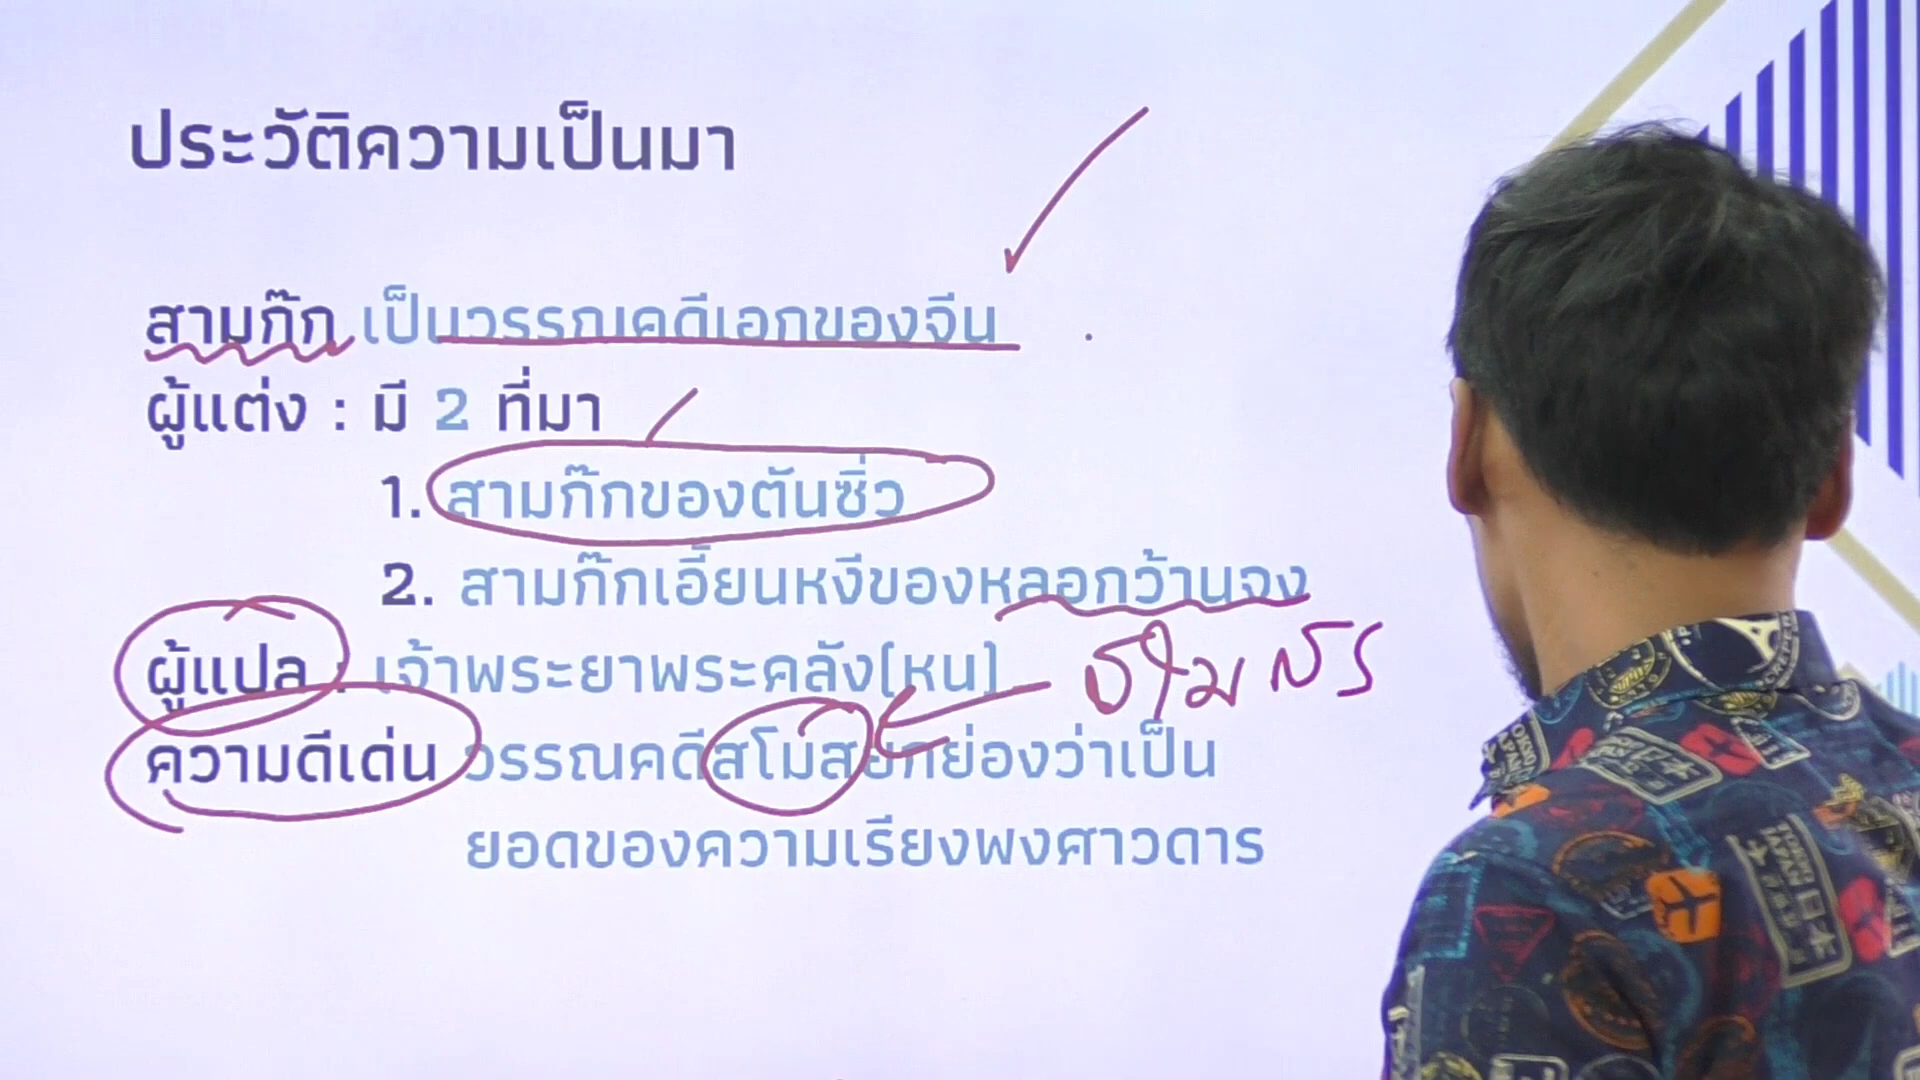 ประวัติความเป็นมา
สามก๊ก เป็นวรรณคดีเอกของจีน
ผู้แต่ง : มี 2 ที่มา
1. สามก๊กของตันซิ่ว
2. สามก๊กเอี้ยนหงีของหลอกว้านจง
ผู้แปล : เจ้าพระยาพระคลัง(หน)
ความดีเด่น วรรณคดีสโมสรยกย่องว่าเป็น
ยอดของความเรียงพงศาวดาร